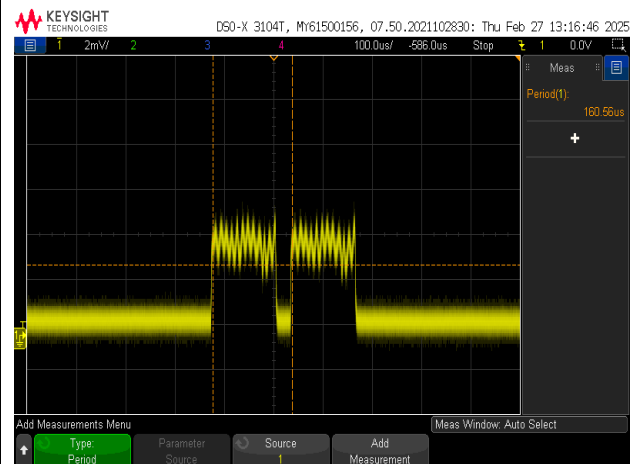 KEYSIGHT
TECHNOLOGIES
DSO-X 3104T, MY61500156, 07.50.2021102830: Thu Feb 27 13:16:46 2025
1 2mV/ 2 3 4 100.0us/ -586.0us Stop 1 0.0V
Meas
Period(1):
160.56us
+
1
Add Measurements Menu
Meas Window: Auto Select
Type:
Period
Parameter
Source
Source
1
Add
Measurement